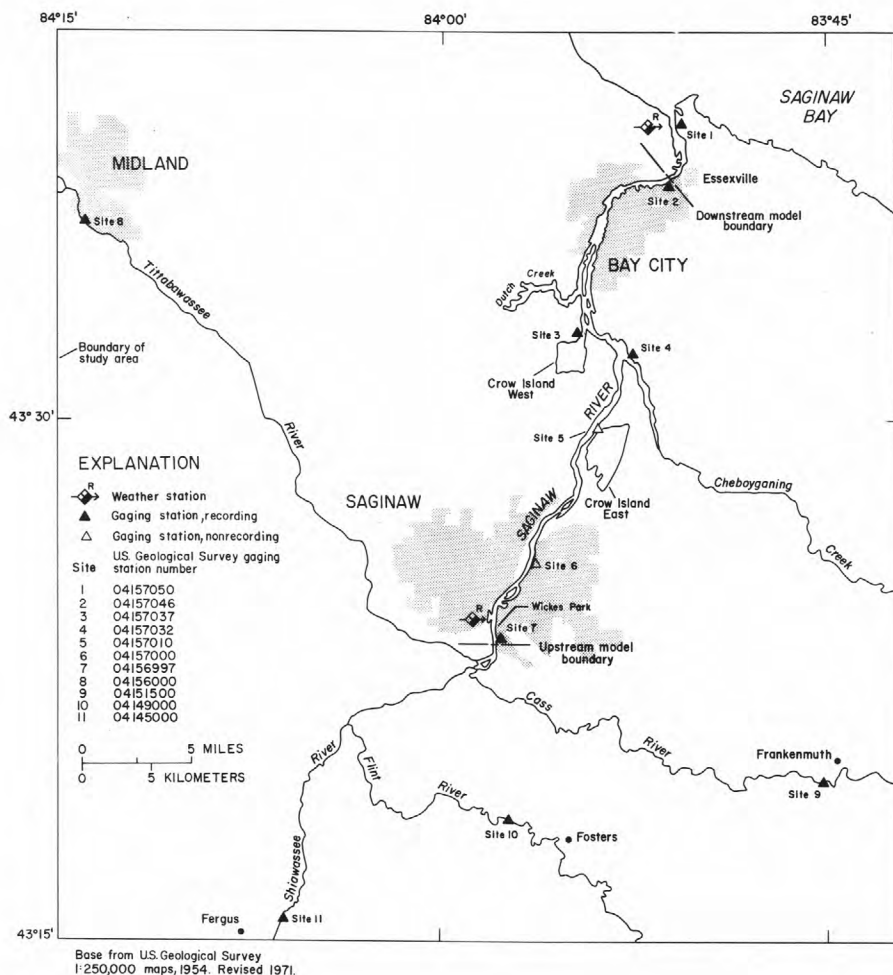 84°15'
84°00'
83°45'
SAGINAW
BAY
R
Site 1
MIDLAND
Essexville
Site 2
Site 8
Downstream model
boundary
Tittabawassee
BAY CITY
Dutch Creek
Boundary of
study area
Site 3
Site 4
Crow Island
West
43°30'
River
RIVER
Site 5
EXPLANATION
R
Weather station
Gaging station, recording
Gaging station, nonrecording
Site
U.S. Geological Survey gaging
station number
1 04157050
2 04157046
3 04157037
4 04157032
5 04157010
6 04157000
7 04156997
8 04156000
9 04151500
10 04149000
11 04145000
Cheboyganing
Creek
Crow Island
East
SAGINAW
SAGINAW
Site 6
R
Wickes Park
Site 7
Upstream model
boundary
0 5 MILES
0 5 KILOMETERS
Cass
River
Frankenmuth
Site 9
River
Flint
River
Site 10
Fosters
Shiawassee
Fergus
Site 11
43°15'
Base from U.S. Geological Survey
1:250,000 maps, 1954. Revised 1971.